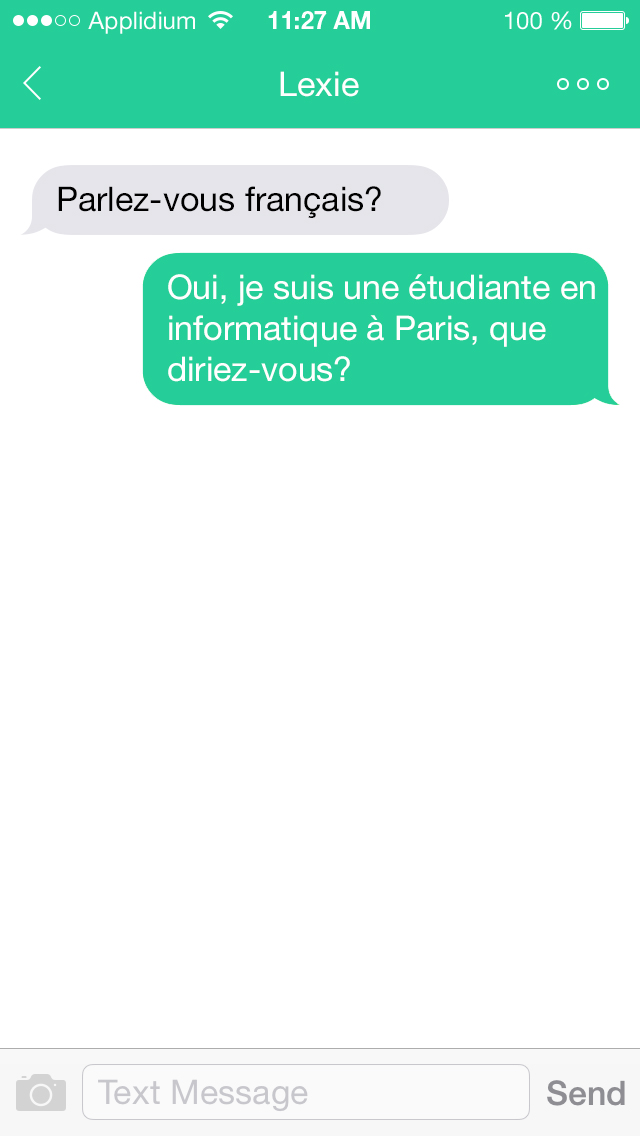 Applidium 11:27 AM 100 %
Lexie
Parlez-vous français?
Oui, je suis une étudiante en
informatique à Paris, que
diriez-vous?
Text Message Send